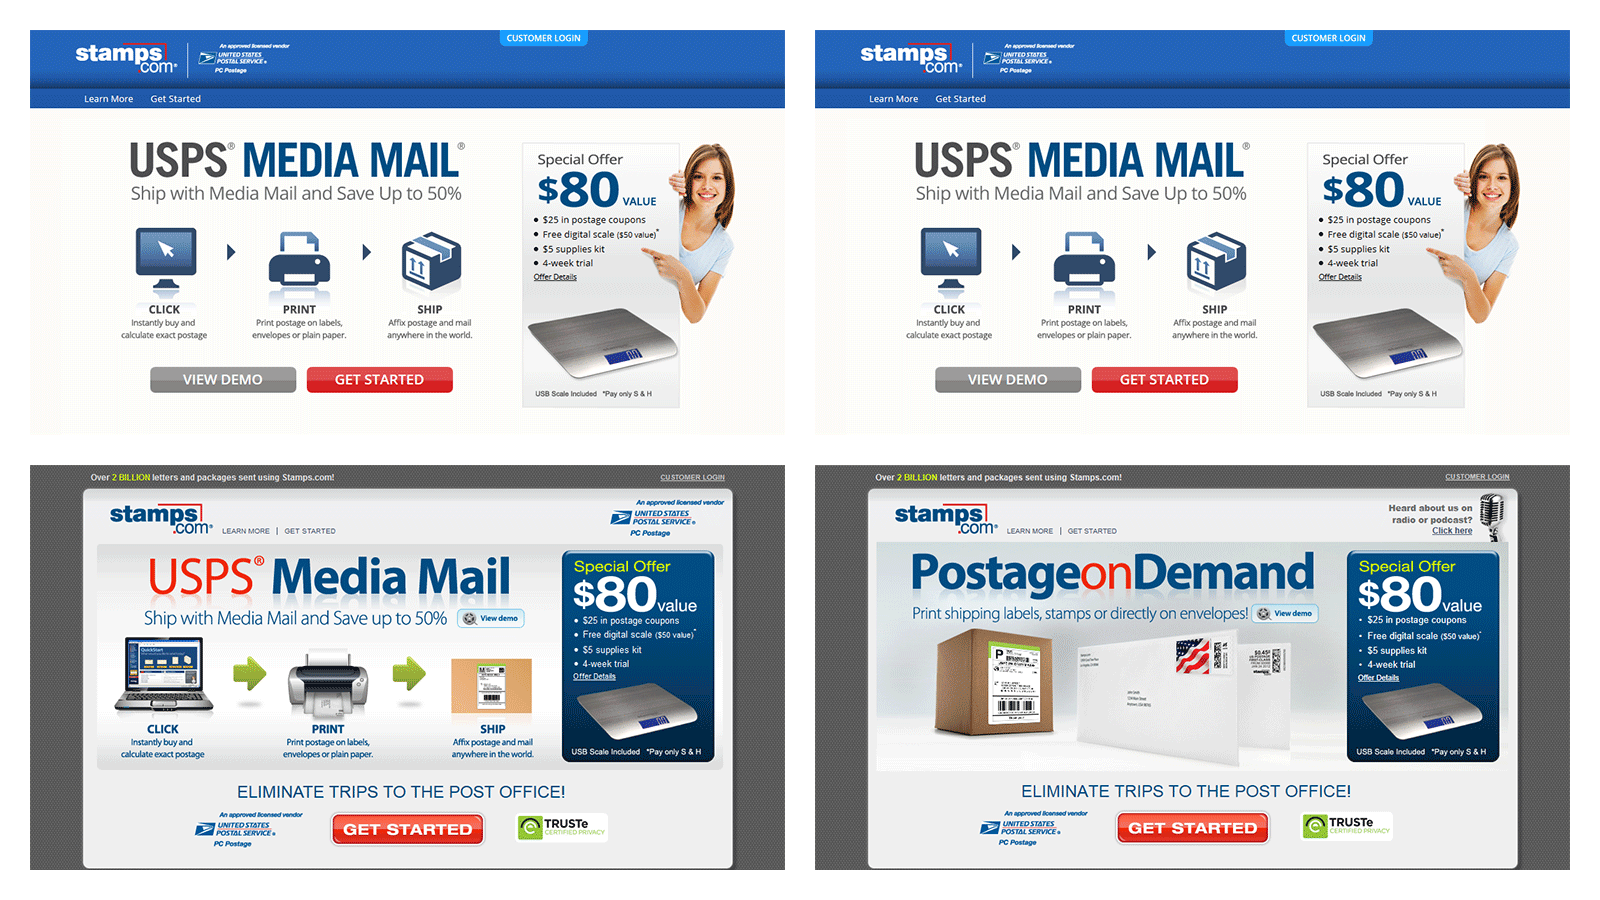 CUSTOMER LOGIN
stamps.com®
An approved licensed vendor
UNITED STATES
POSTAL SERVICE®
PC Postage
Learn More Get Started
USPS® MEDIA MAIL®
Ship with Media Mail and Save Up to 50%
CLICK
Instantly buy and
calculate exact postage
PRINT
Print postage on labels,
envelopes or plain paper.
SHIP
Affix postage and mail
anywhere in the world.
VIEW DEMO GET STARTED
Special Offer
$80 VALUE
• $25 in postage coupons
• Free digital scale ($50 value)*
• $5 supplies kit
• 4-week trial
Offer Details
USB Scale Included *Pay only S & H
CUSTOMER LOGIN
stamps.com®
An approved licensed vendor
UNITED STATES
POSTAL SERVICE®
PC Postage
Learn More Get Started
USPS® MEDIA MAIL®
Ship with Media Mail and Save Up to 50%
CLICK
Instantly buy and
calculate exact postage
PRINT
Print postage on labels,
envelopes or plain paper.
SHIP
Affix postage and mail
anywhere in the world.
VIEW DEMO GET STARTED
Special Offer
$80 VALUE
• $25 in postage coupons
• Free digital scale ($50 value)*
• $5 supplies kit
• 4-week trial
Offer Details
USB Scale Included *Pay only S & H
Over 2 BILLION letters and packages sent using Stamps.com!
CUSTOMER LOGIN
stamps.com®
LEARN MORE | GET STARTED
An approved licensed vendor
UNITED STATES
POSTAL SERVICE®
PC Postage
USPS® Media Mail
Ship with Media Mail and Save up to 50%
View demo
QuickStart
CLICK
Instantly buy and
calculate exact postage
PRINT
Print postage on labels,
envelopes or plain paper.
SHIP
Affix postage and mail
anywhere in the world.
Special Offer
$80 value
• $25 in postage coupons
• Free digital scale ($50 value)*
• $5 supplies kit
• 4-week trial
Offer Details
USB Scale Included *Pay only S & H
ELIMINATE TRIPS TO THE POST OFFICE!
An approved licensed vendor
UNITED STATES
POSTAL SERVICE®
PC Postage
GET STARTED
TRUSTe
CERTIFIED PRIVACY
Over 2 BILLION letters and packages sent using Stamps.com!
CUSTOMER LOGIN
stamps.com®
LEARN MORE | GET STARTED
Heard about us on
radio or podcast?
Click here
PostageonDemand
Print shipping labels, stamps or directly on envelopes!
View demo
P
Special Offer
$80 value
• $25 in postage coupons
• Free digital scale ($50 value)*
• $5 supplies kit
• 4-week trial
Offer Details
USB Scale Included *Pay only S & H
ELIMINATE TRIPS TO THE POST OFFICE!
An approved licensed vendor
UNITED STATES
POSTAL SERVICE®
PC Postage
GET STARTED
TRUSTe
CERTIFIED PRIVACY